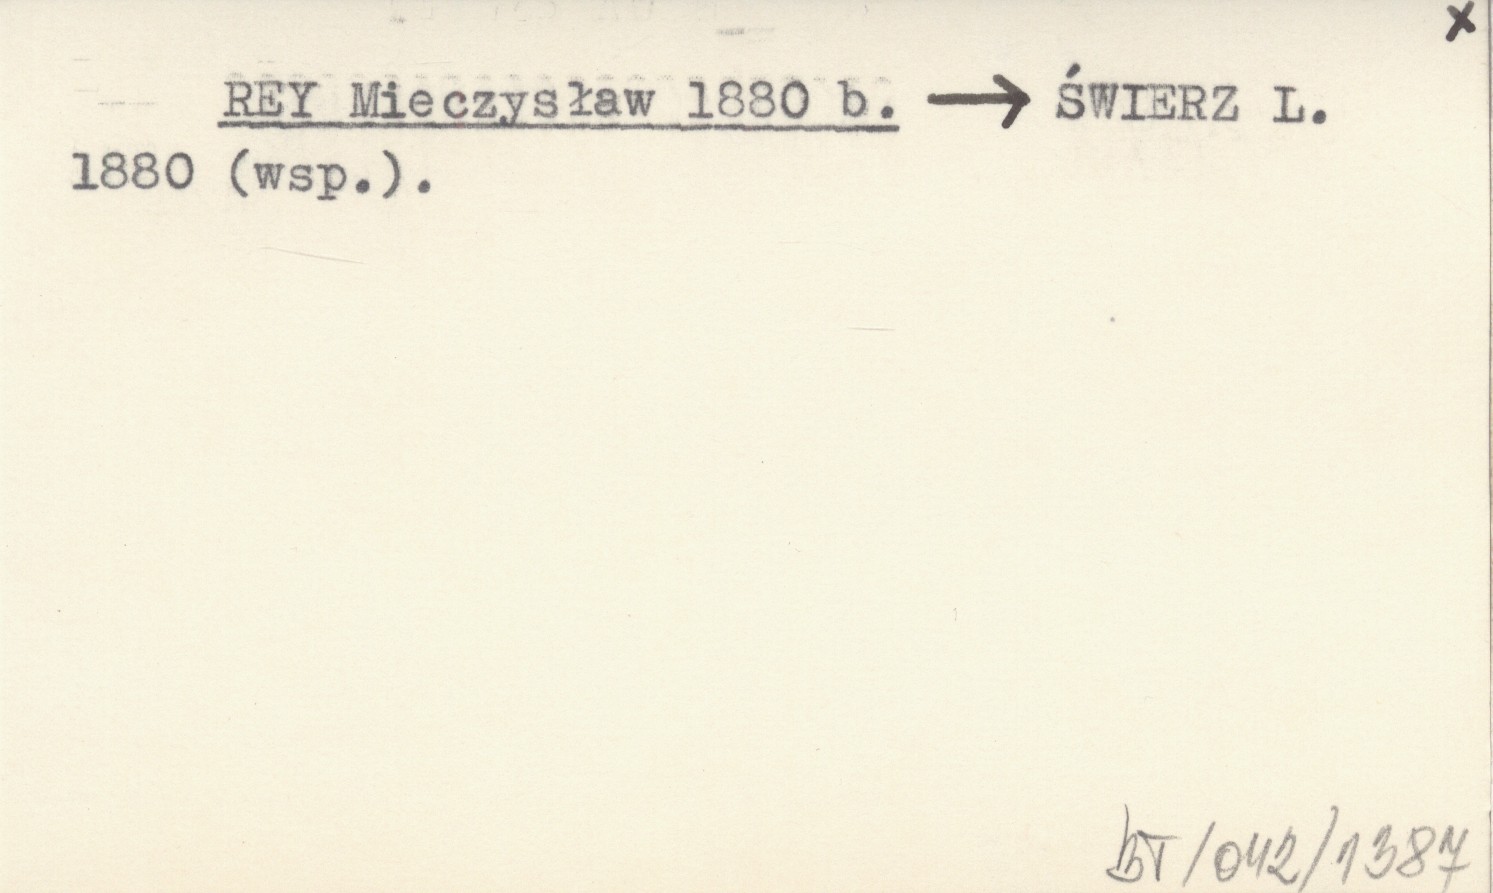 x
REY Mieczysław 1880 b. → ŚWIERZ L.
1880 (wsp.).
BT/042/1387